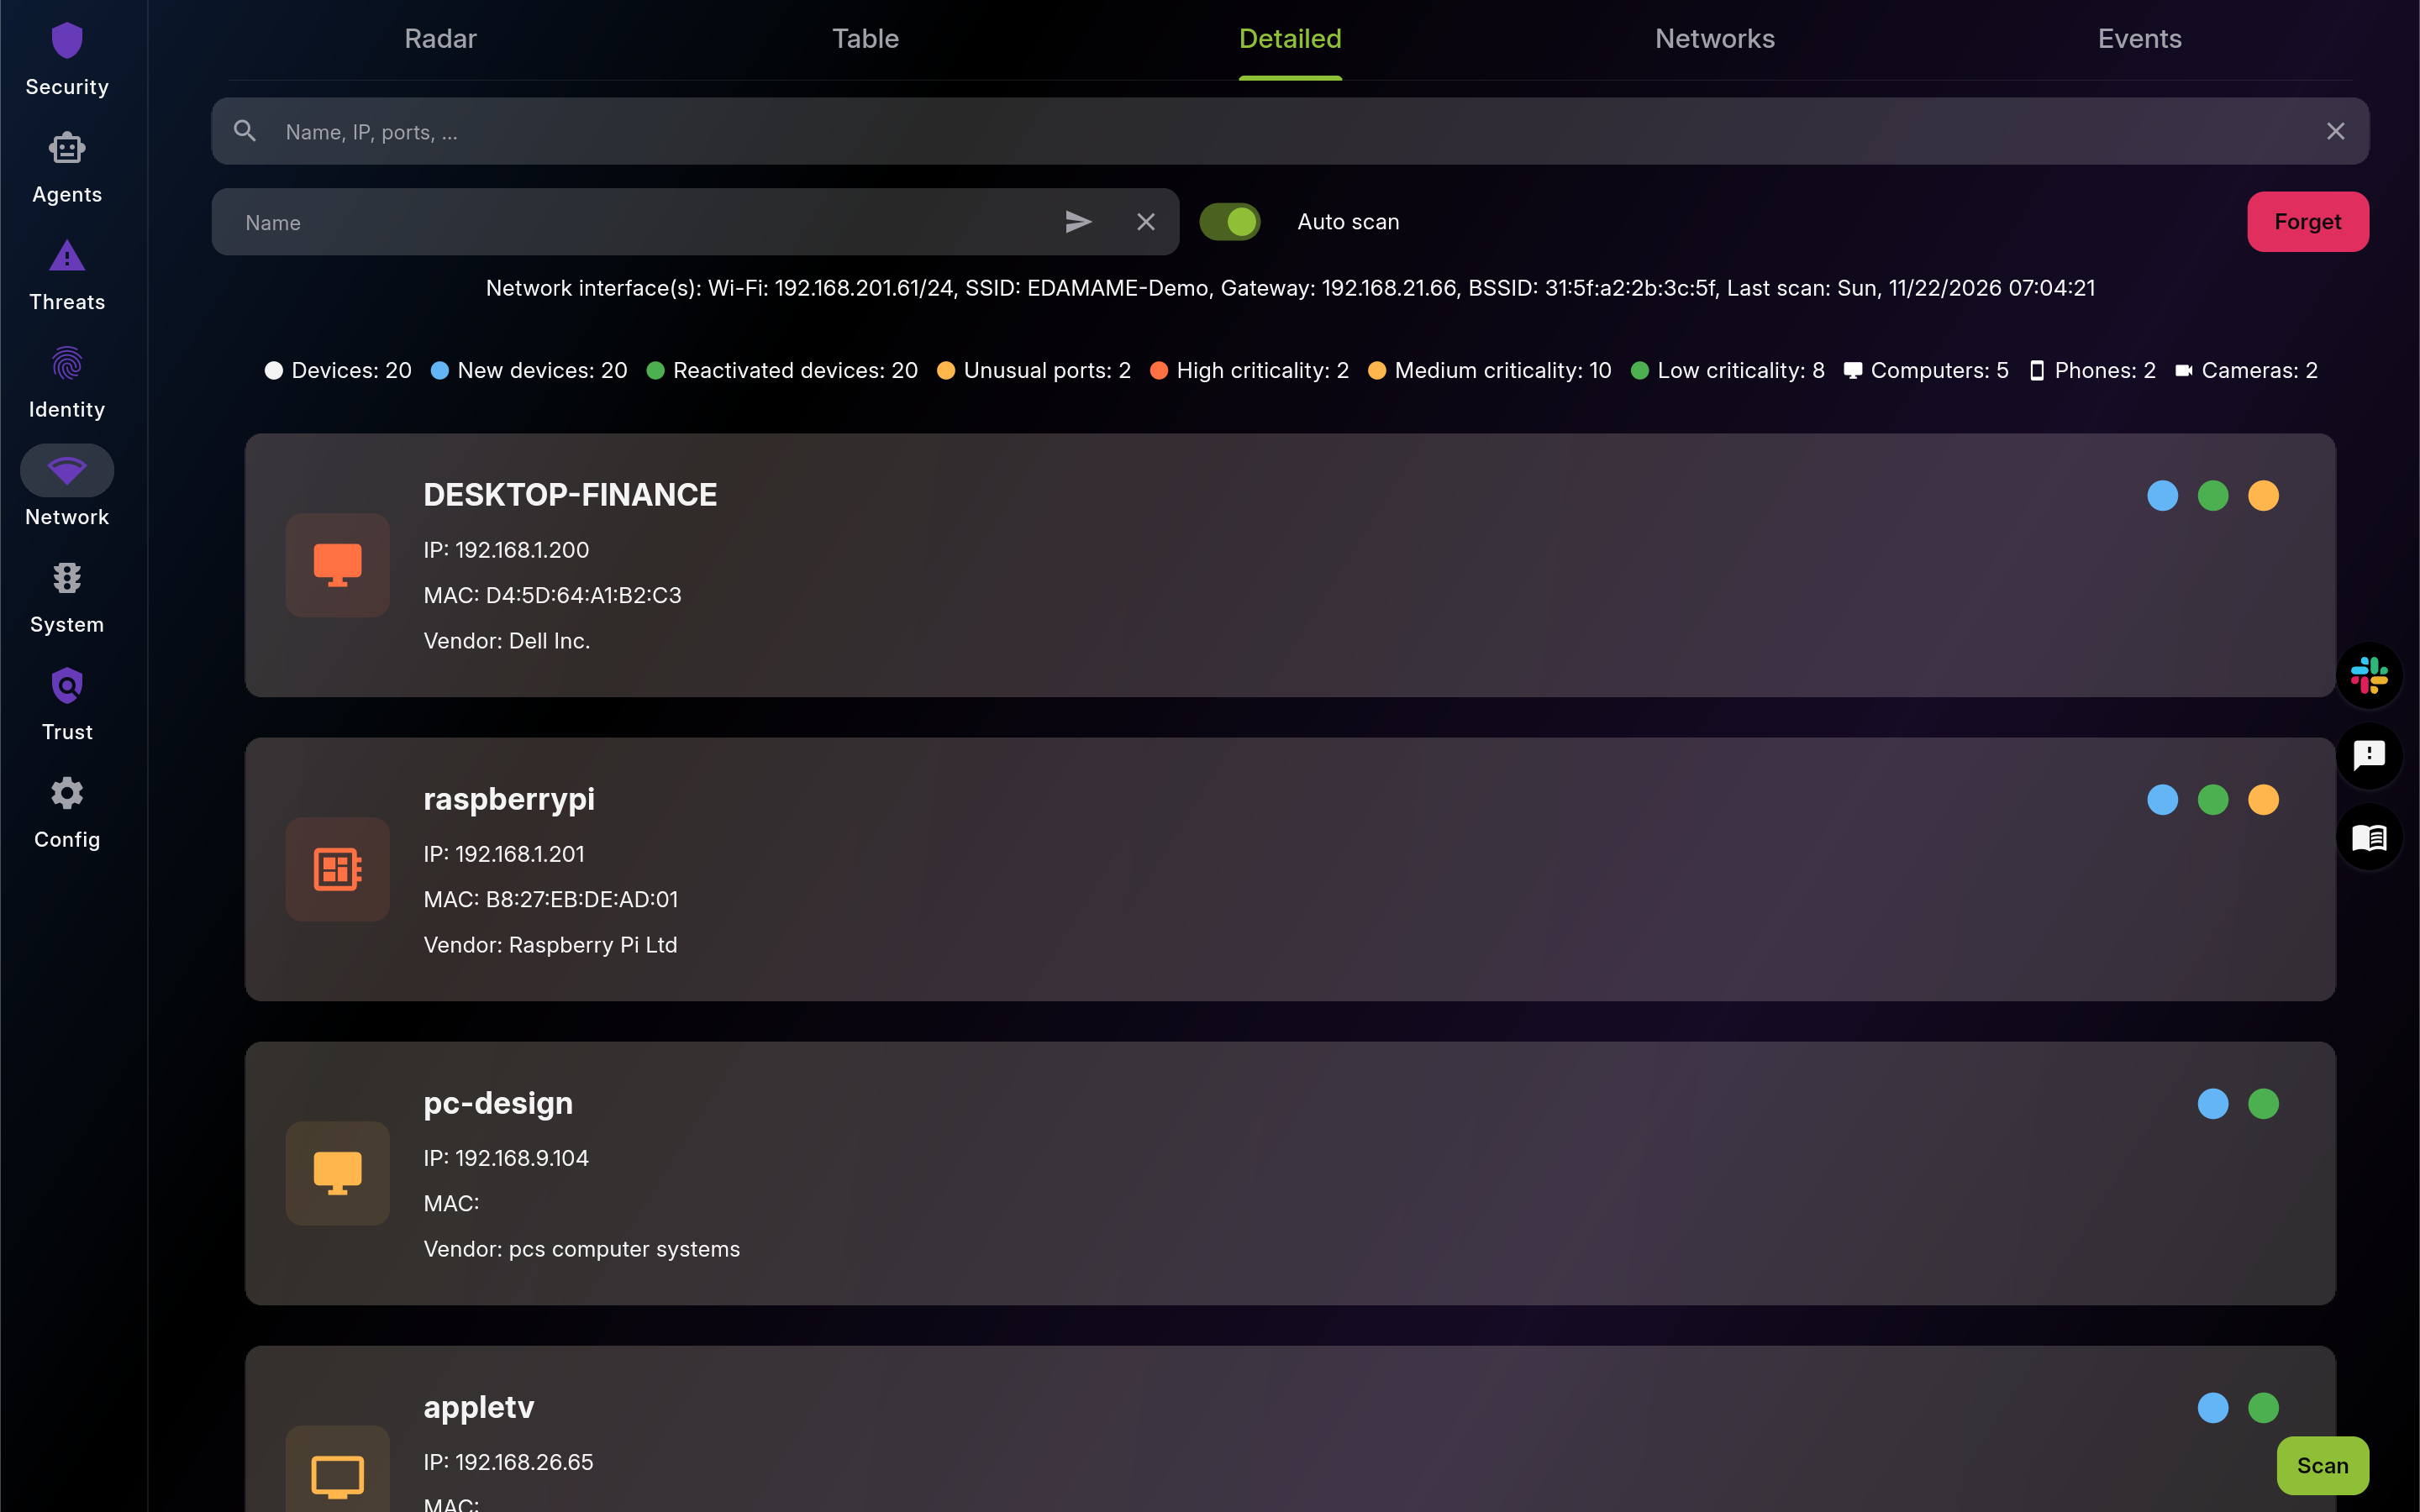 Radar
Table
Detailed
Networks
Events
Security
Agents
Threats
Identity
Network
System
Trust
Config
Name, IP, ports, ...
Name
Auto scan
Forget
Network interface(s): Wi-Fi: 192.168.201.61/24, SSID: EDAMAME-Demo, Gateway: 192.168.21.66, BSSID: 31:5f:a2:2b:3c:5f, Last scan: Sun, 11/22/2026 07:04:21
Devices: 20 New devices: 20 Reactivated devices: 20 Unusual ports: 2 High criticality: 2 Medium criticality: 10 Low criticality: 8 Computers: 5 Phones: 2 Cameras: 2
DESKTOP-FINANCE
IP: 192.168.1.200
MAC: D4:5D:64:A1:B2:C3
Vendor: Dell Inc.
raspberrypi
IP: 192.168.1.201
MAC: B8:27:EB:DE:AD:01
Vendor: Raspberry Pi Ltd
pc-design
IP: 192.168.9.104
MAC:
Vendor: pcs computer systems
appletv
IP: 192.168.26.65
MAC:
Scan